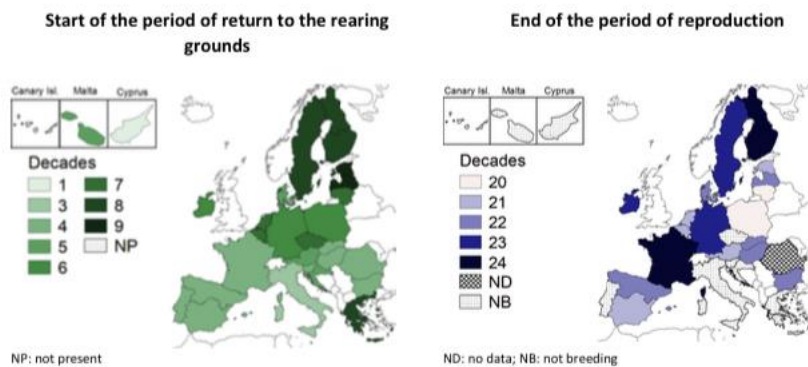 Start of the period of return to the rearing
grounds
Canary Isl. Malta Cyprus
Decades
1 7
3 8
4 9
5 NP
6
NP: not present
End of the period of reproduction
Canary Isl. Malta Cyprus
Decades
20
21
22
23
24
ND
NB
ND: no data; NB: not breeding